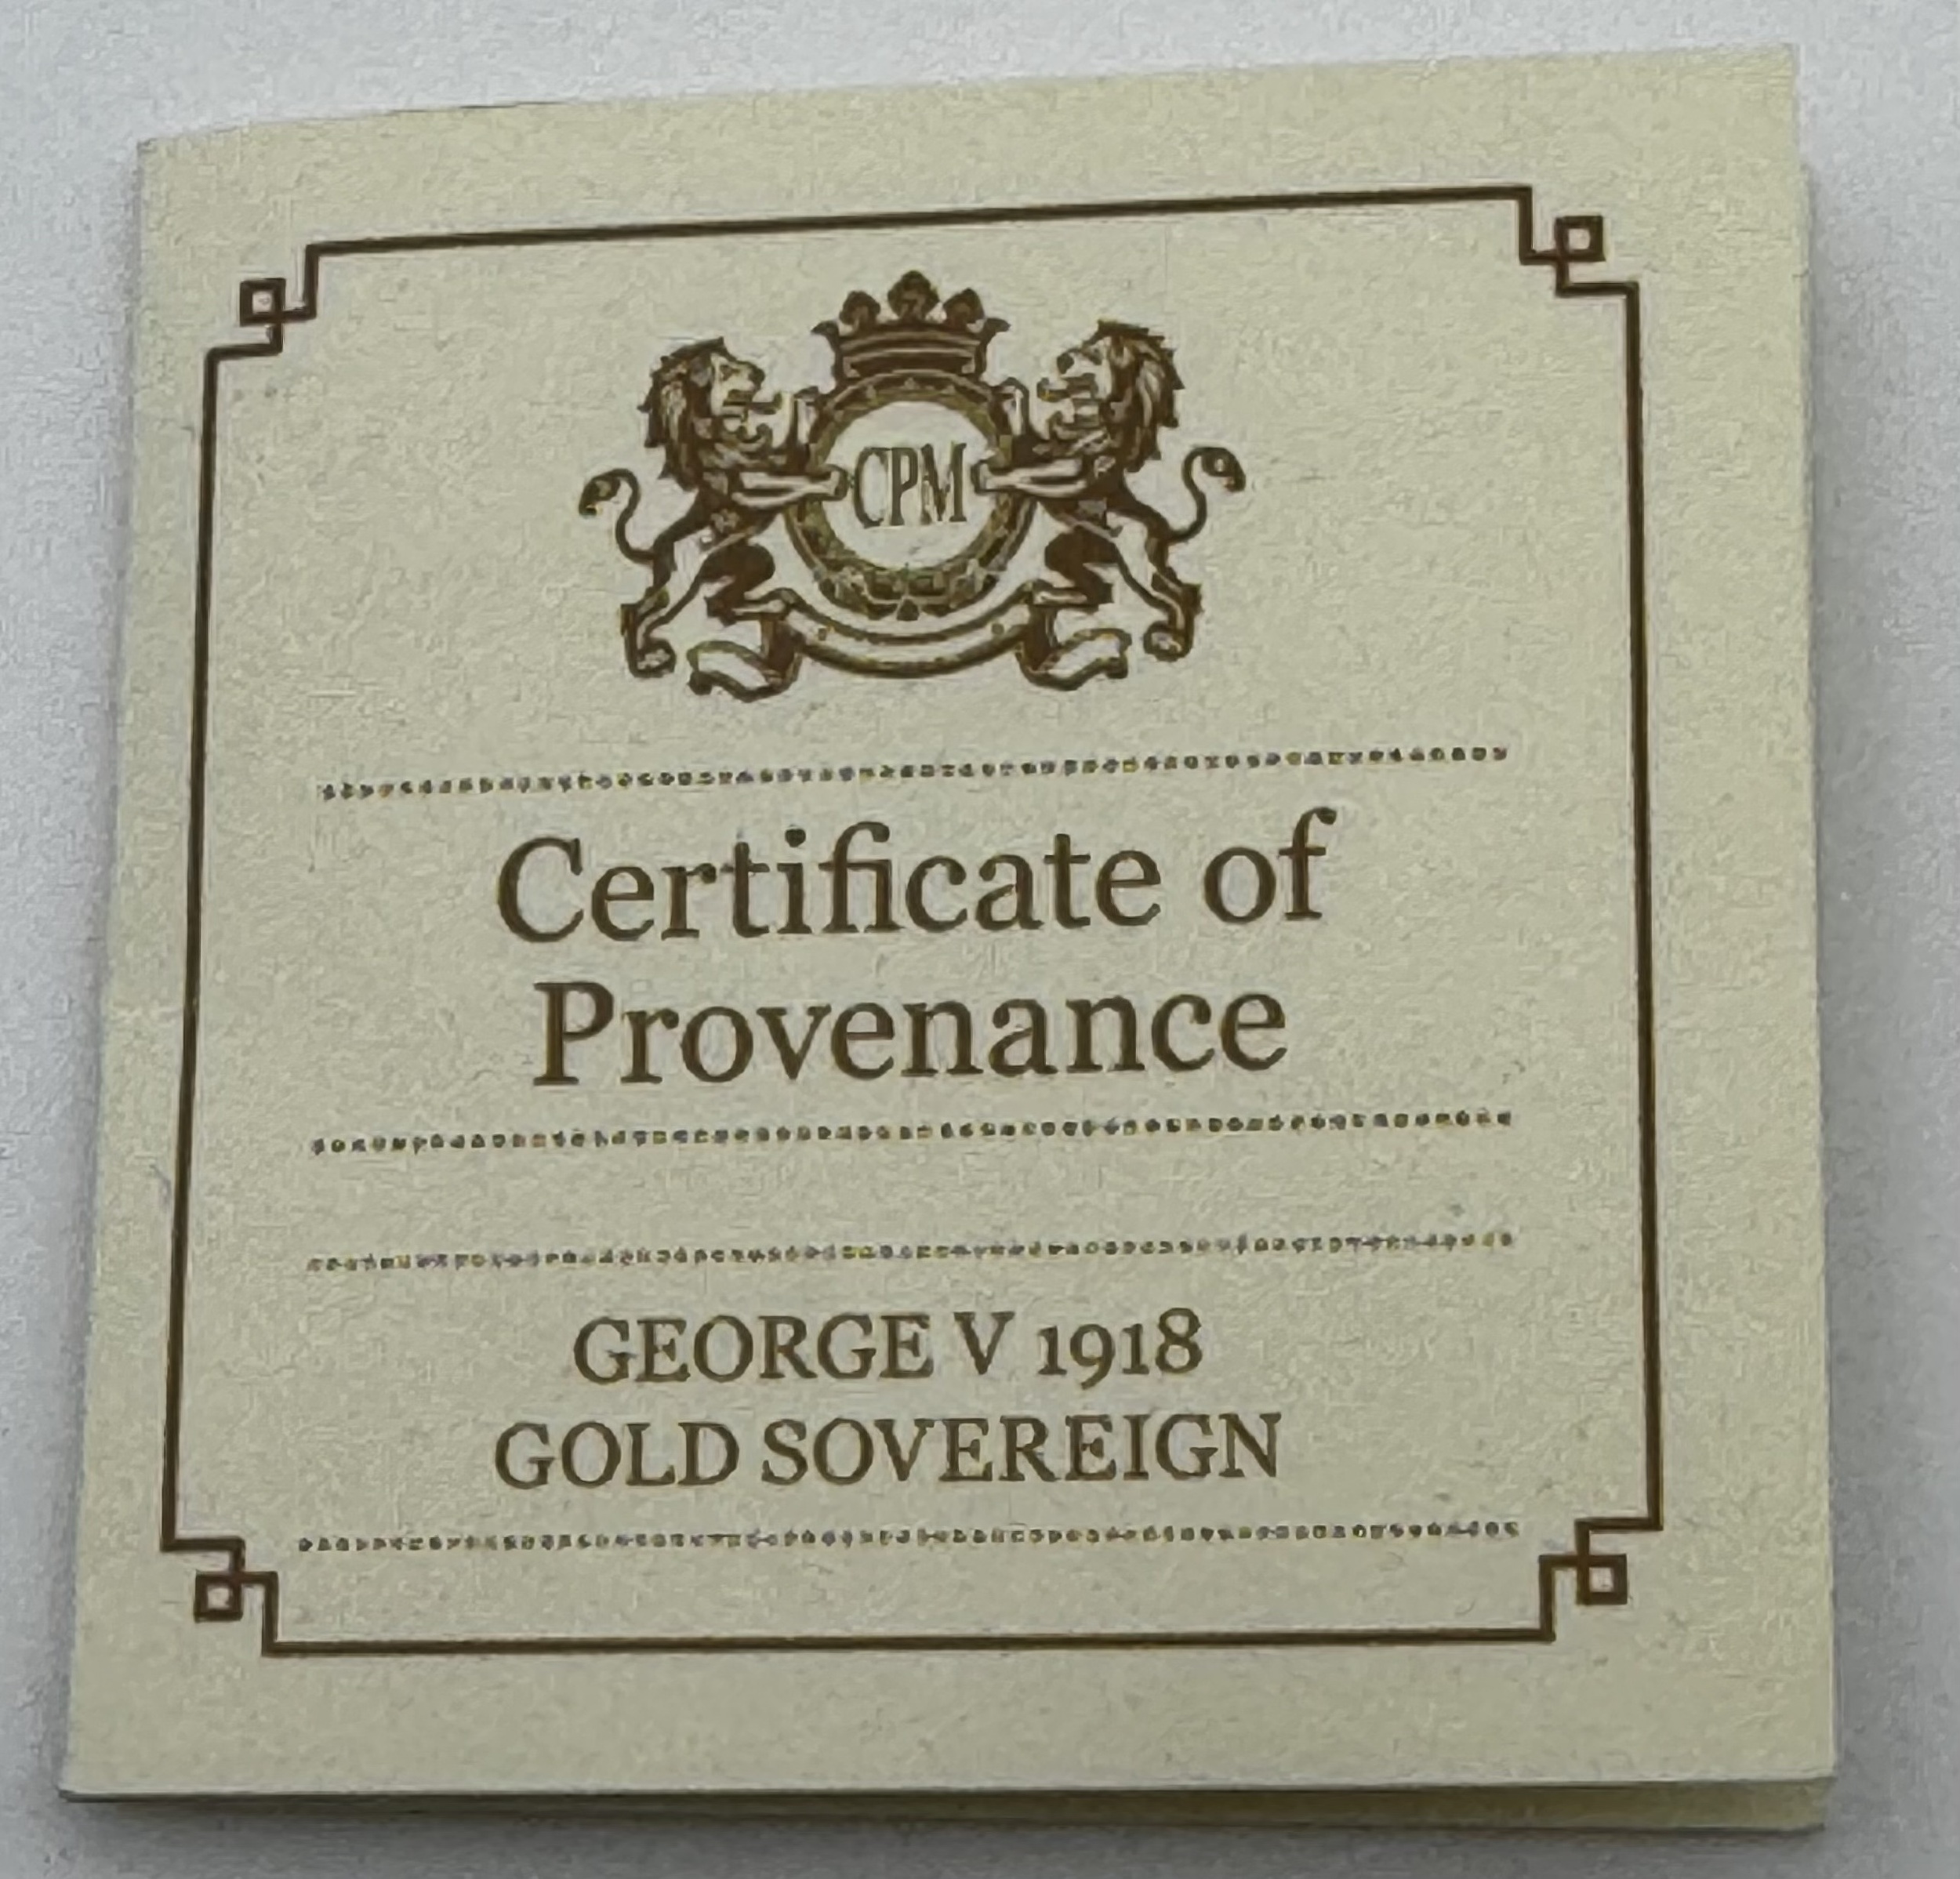 CPM
Certificate of
Provenance
GEORGE V 1918
GOLD SOVEREIGN